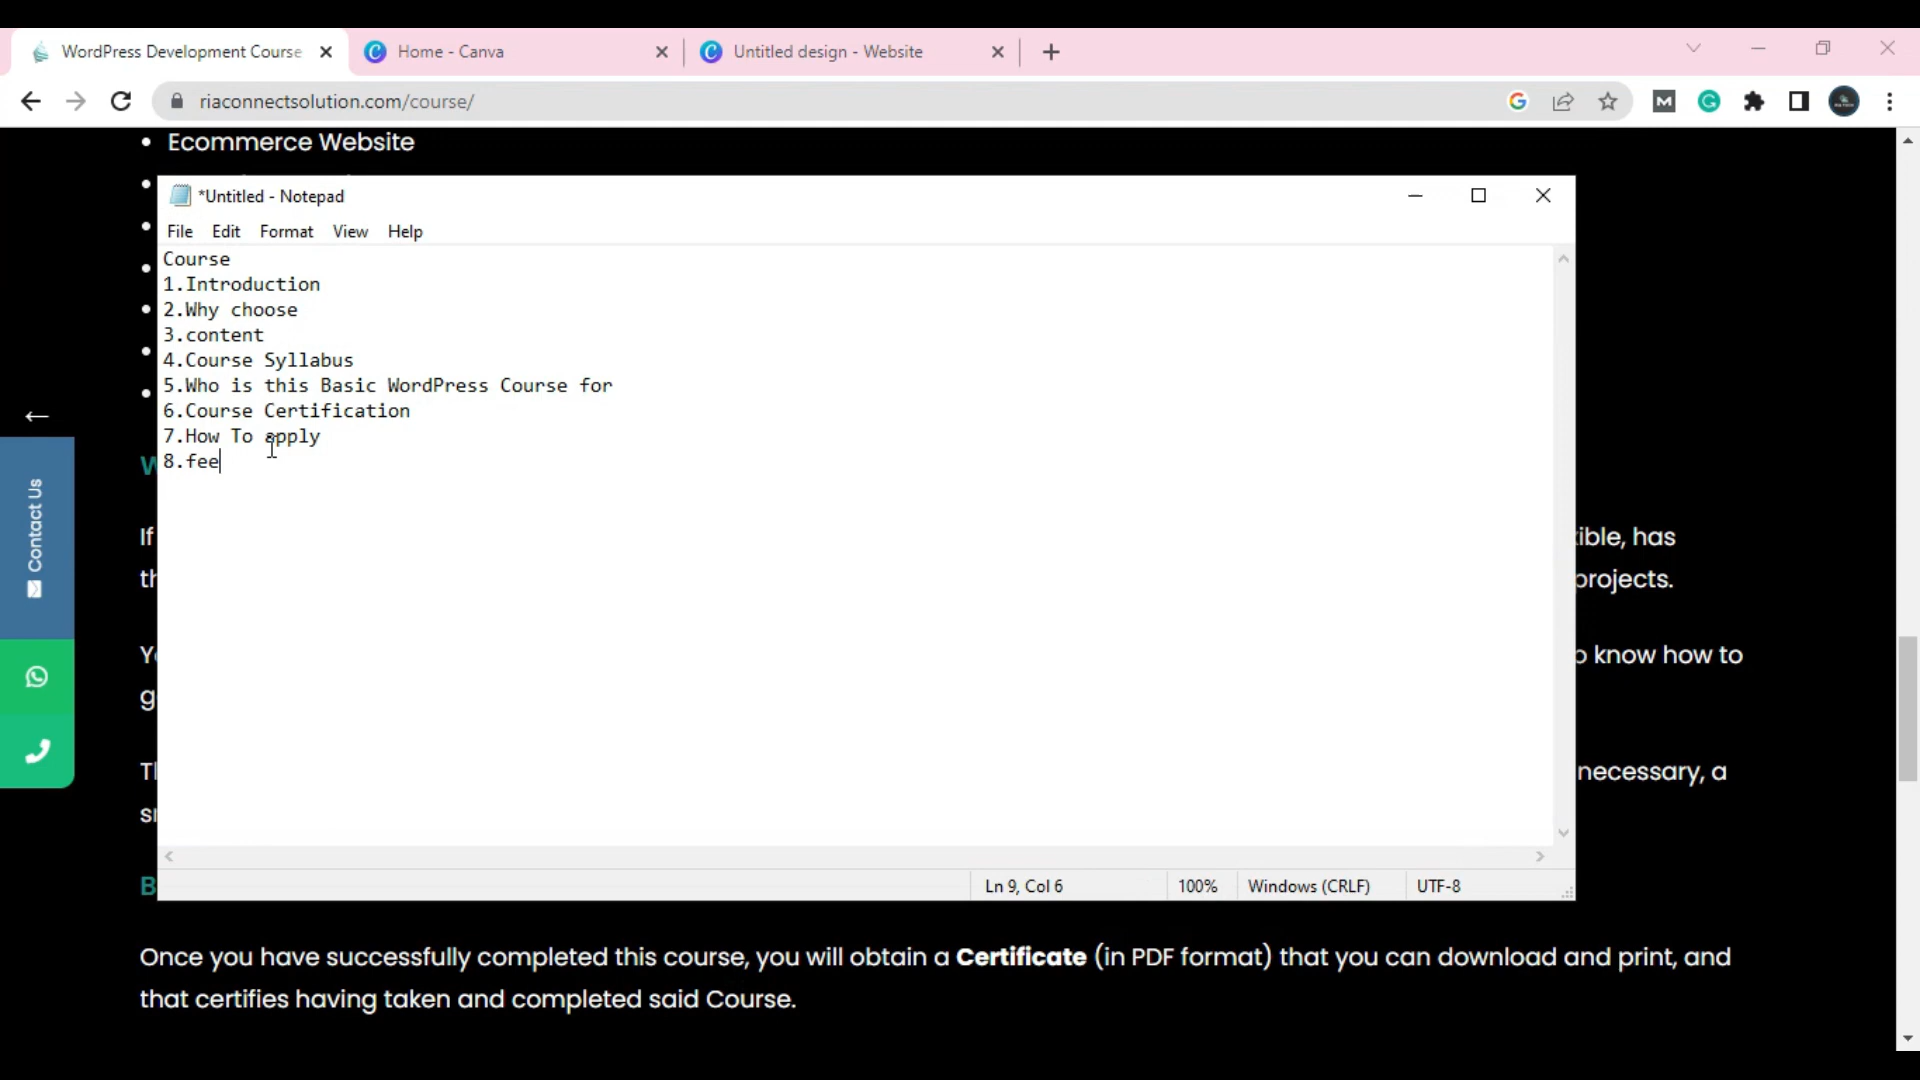 WordPress Development Course
Home - Canva
Untitled design - Website
riaconnectsolution.com/course/
Ecommerce Website
*Untitled - Notepad
File Edit Format View Help
Course
1.Introduction
2.Why choose
3.content
4.Course Syllabus
5.Who is this Basic WordPress Course for
6.Course Certification
7.How To apply
8.fee
Contact Us
If
has
projects.
know how to
necessary, a
Ln 9, Col 6
100%
Windows (CRLF)
UTF-8
Once you have successfully completed this course, you will obtain a Certificate (in PDF format) that you can download and print, and
that certifies having taken and completed said Course.